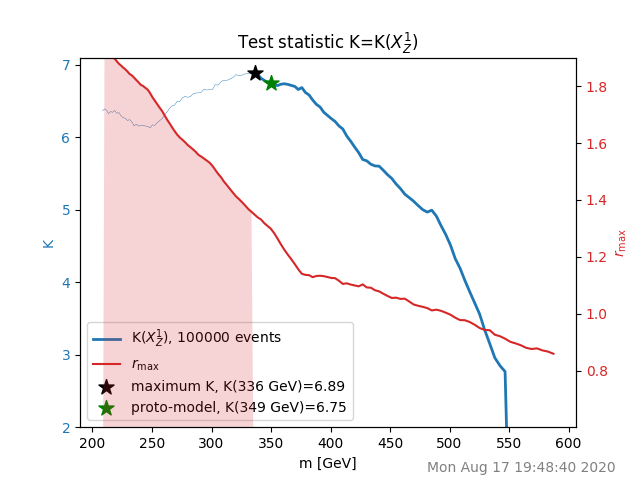 Test statistic K=K(X_Z^1)
7
6
5
4
3
2
K
1.8
1.6
1.4
1.2
1.0
0.8
r_max
K(X_Z^1), 100000 events
r_max
maximum K, K(336 GeV)=6.89
proto-model, K(349 GeV)=6.75
200 250 300 350 400 450 500 550 600
m [GeV]
Mon Aug 17 19:48:40 2020